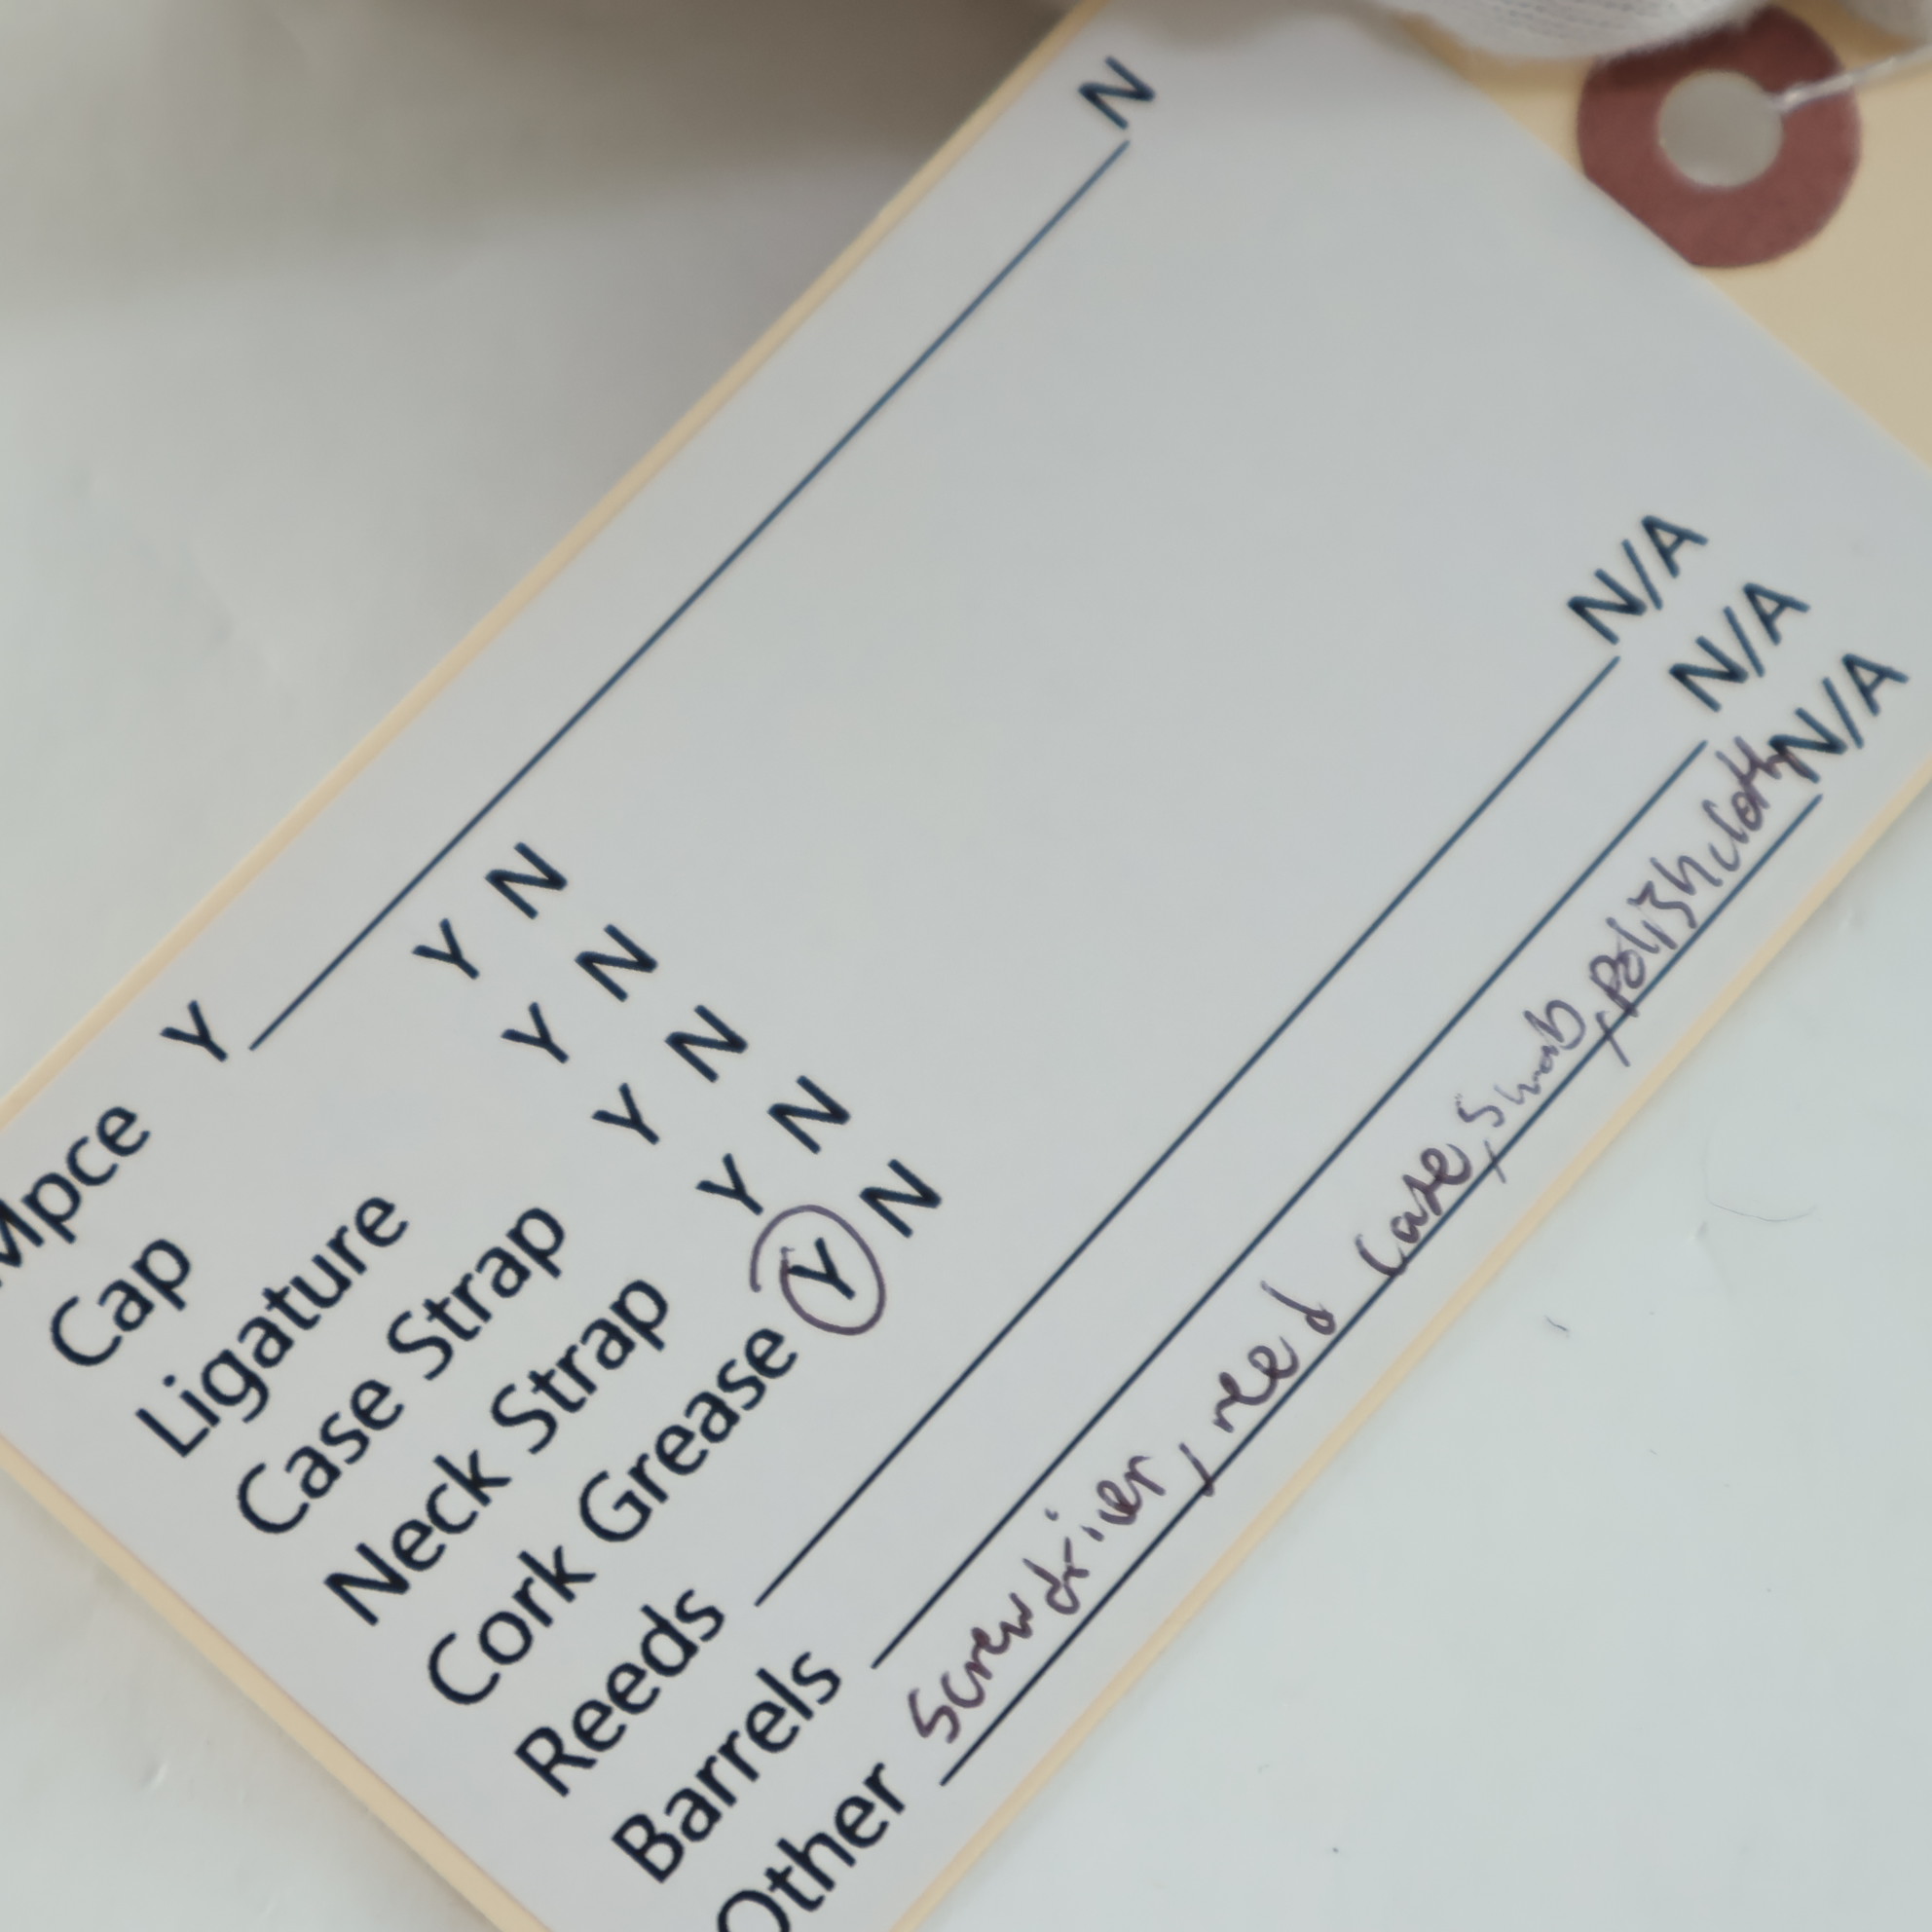 Mpce Y N
Cap Y N
Ligature Y N
Case Strap Y N
Neck Strap Y N
Cork Grease Y N
Reeds N/A
Barrels N/A
Other Screwdriver, reed case, swab, polish cloth N/A